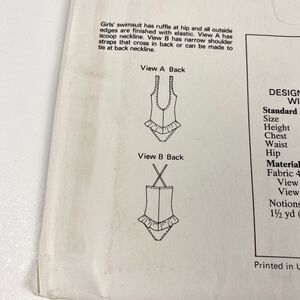 Girls' swimsuit has ruffle at hip and all outside
edges are finished with elastic. View A has
scoop neckline. View B has narrow shoulder
straps that cross in back or can be made to
tie at back neckline.
View A Back
View B Back
DESIGN
WI
Standard
Size
Height
Chest
Waist
Hip
Material
Fabric 4
View
View
Notions
1½ yd (
Printed in U